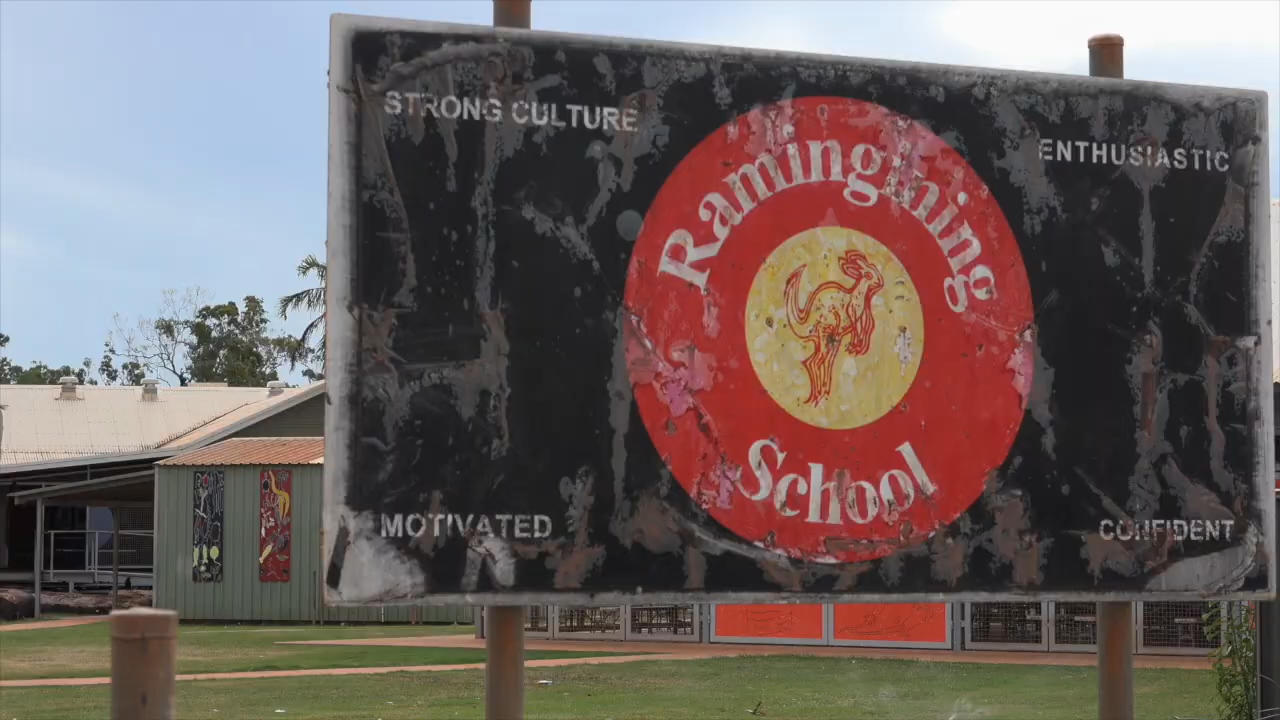 STRONG CULTURE
ENTHUSIASTIC
Ramingining
School
MOTIVATED
CONFIDENT